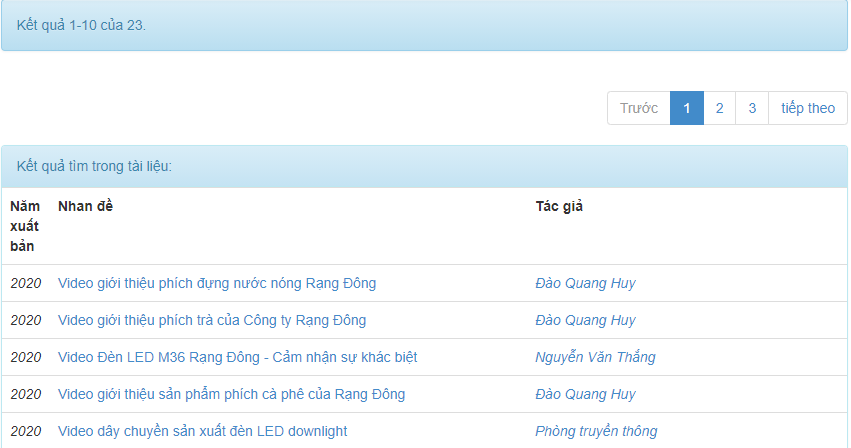 Kết quả 1-10 của 23.
Trước 1 2 3 tiếp theo
Kết quả tìm trong tài liệu:
Năm xuất bản Nhan đề Tác giả
2020 Video giới thiệu phích đựng nước nóng Rạng Đông Đào Quang Huy
2020 Video giới thiệu phích trà của Công ty Rạng Đông Đào Quang Huy
2020 Video Đèn LED M36 Rạng Đông - Cảm nhận sự khác biệt Nguyễn Văn Thắng
2020 Video giới thiệu sản phẩm phích cà phê của Rạng Đông Đào Quang Huy
2020 Video dây chuyền sản xuất đèn LED downlight Phòng truyền thông